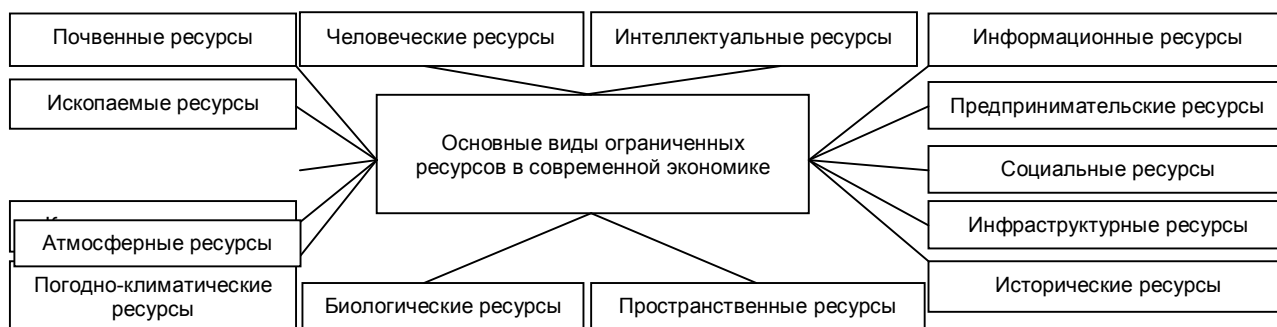 Почвенные ресурсы
Человеческие ресурсы
Интеллектуальные ресурсы
Информационные ресурсы
Ископаемые ресурсы
Предпринимательские ресурсы
Основные виды ограниченных
ресурсов в современной экономике
Социальные ресурсы
Атмосферные ресурсы
Инфраструктурные ресурсы
Погодно-климатические
ресурсы
Биологические ресурсы
Пространственные ресурсы
Исторические ресурсы